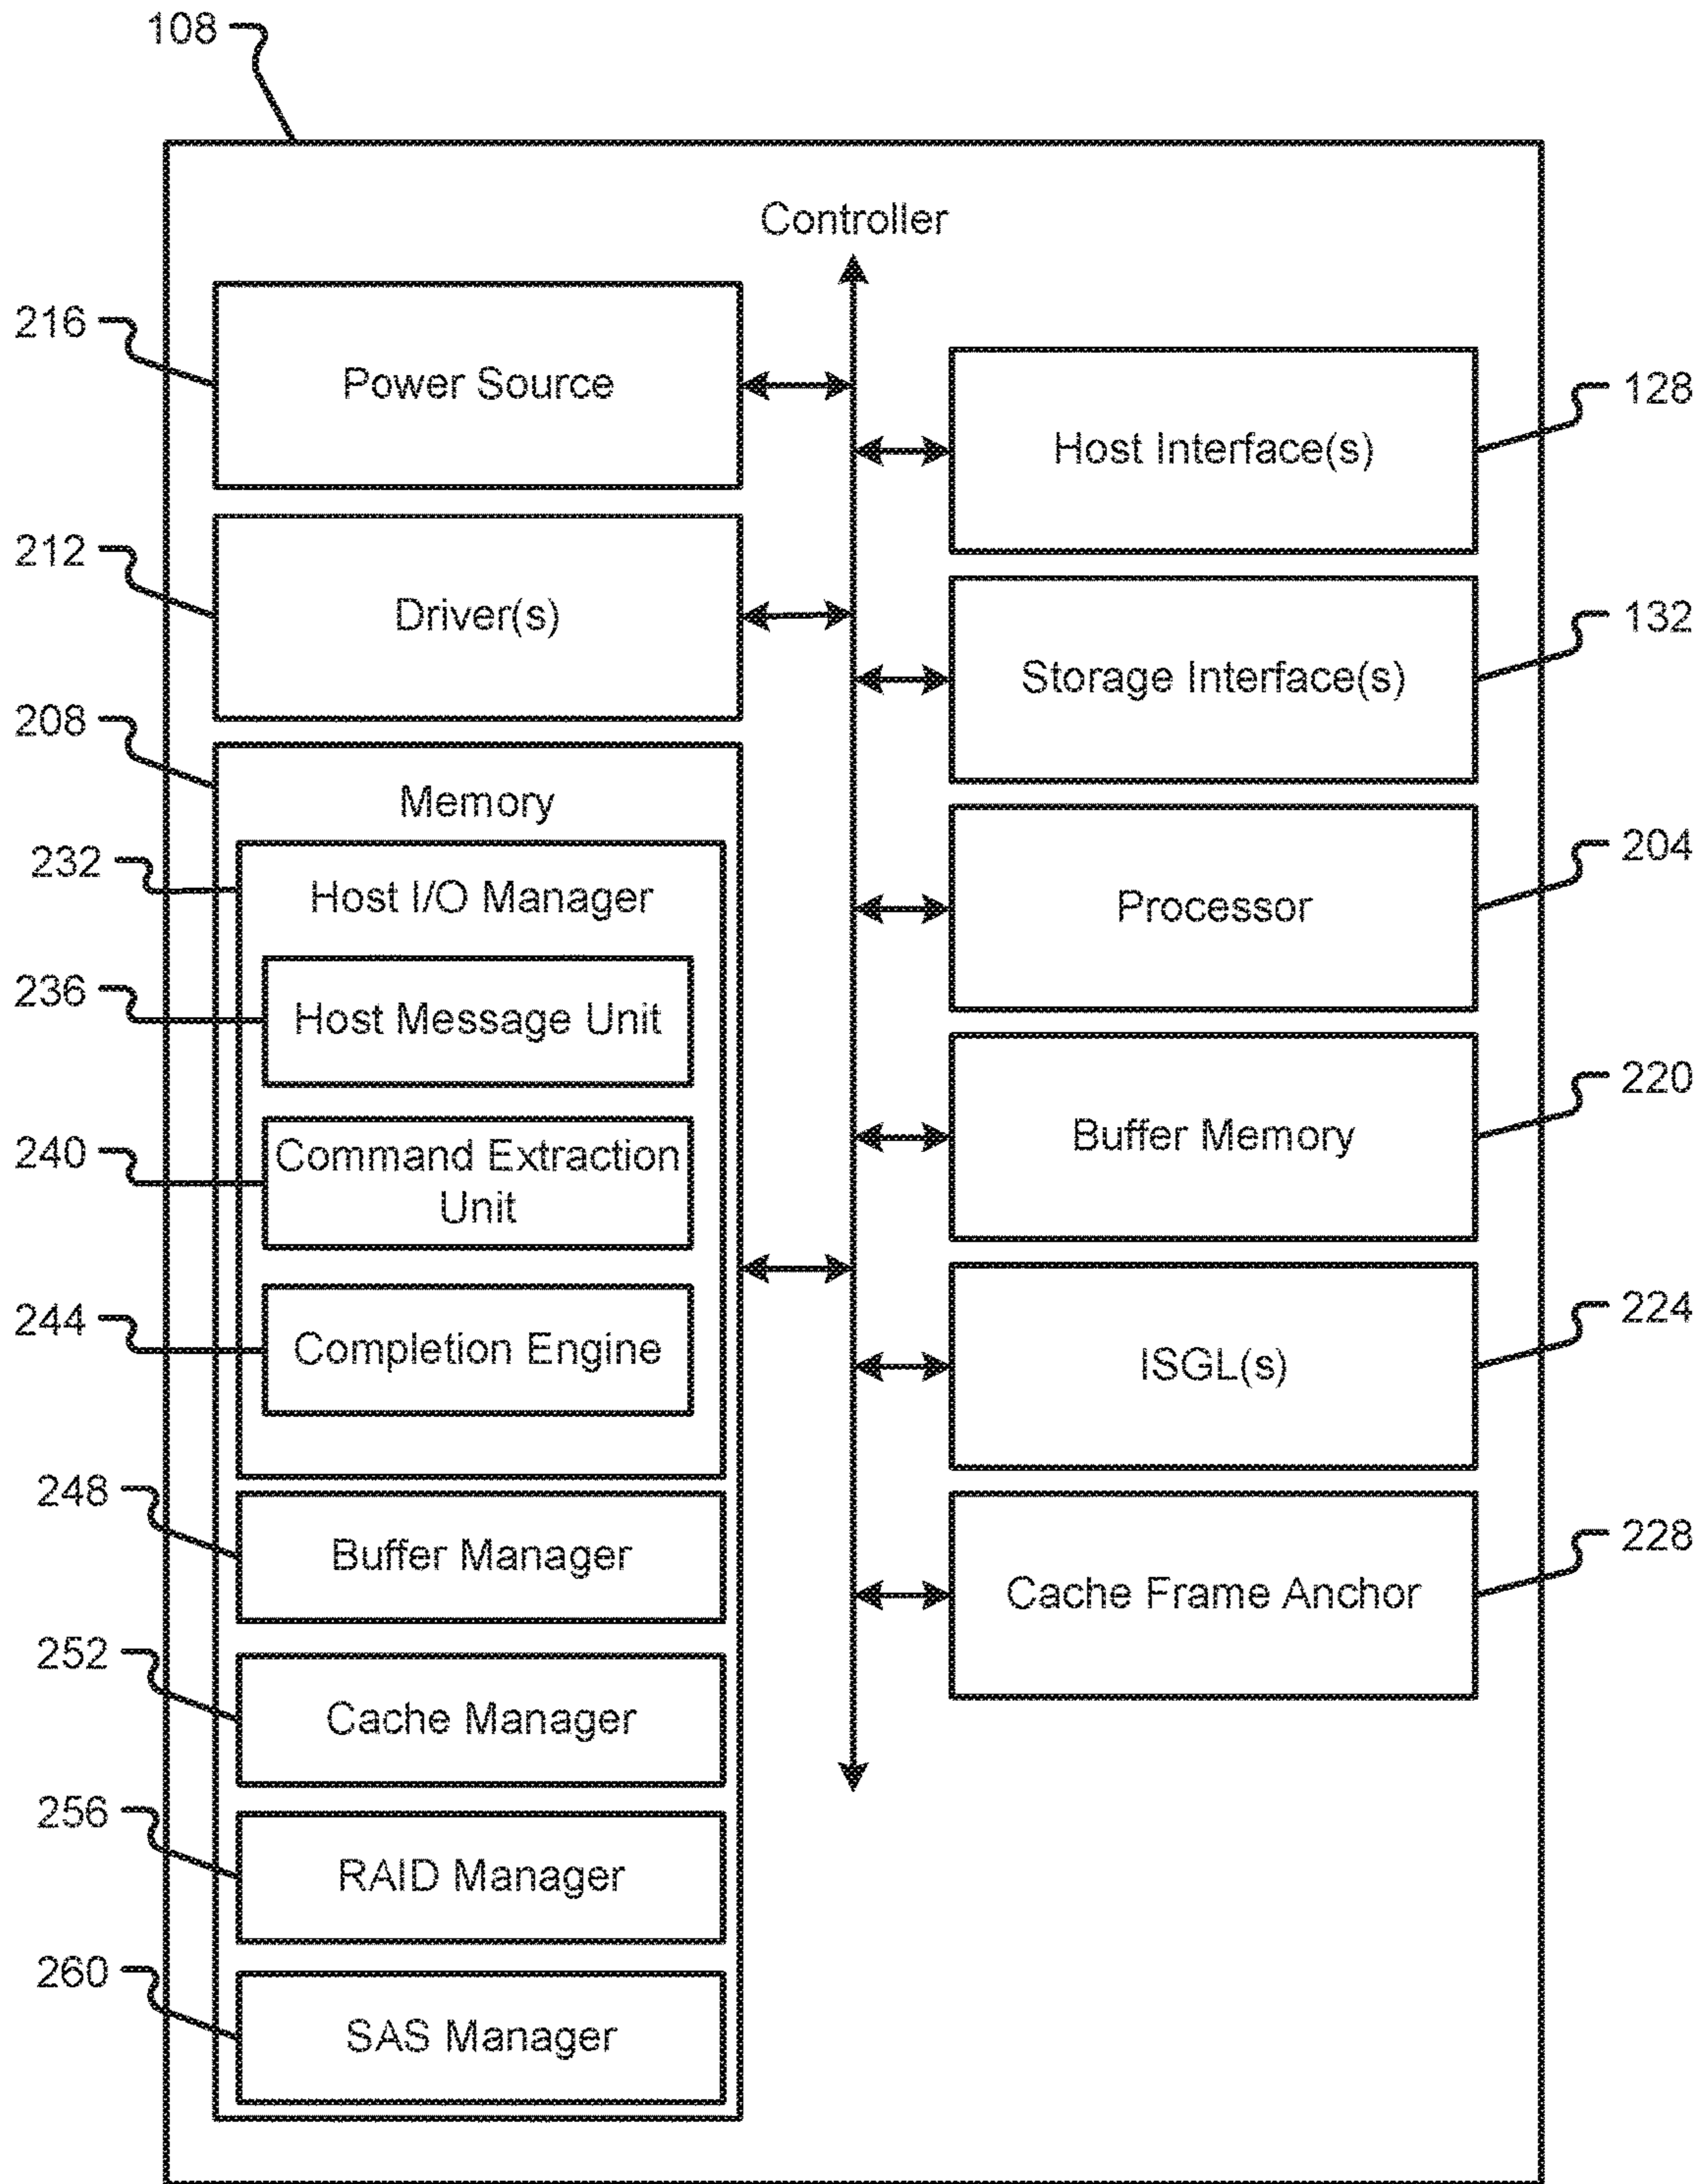 108
Controller
216
Power Source
128
Host Interface(s)
212
Driver(s)
132
Storage Interface(s)
208
Memory
232
Host I/O Manager
204
Processor
236
Host Message Unit
220
Buffer Memory
240
Command Extraction
Unit
244
Completion Engine
224
ISGL(s)
248
Buffer Manager
228
Cache Frame Anchor
252
Cache Manager
256
RAID Manager
260
SAS Manager